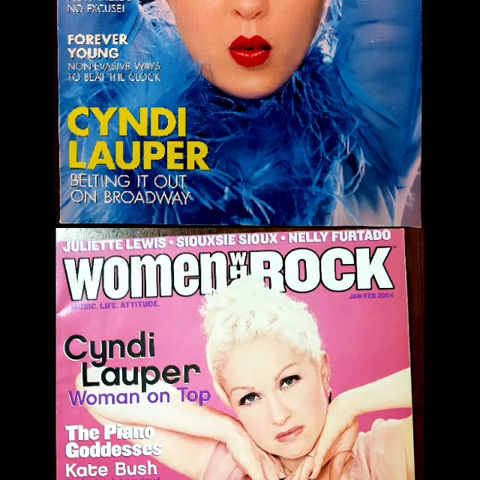 NO EXCUSE!
FOREVER
YOUNG
NON-EVASIVE WAYS
TO BEAT THE CLOCK
CYNDI
LAUPER
BELTING IT OUT
ON BROADWAY
JULIETTE LEWIS • SIOUXSIE SIOUX • NELLY FURTADO
women WHO ROCK
MUSIC. LIFE. ATTITUDE.
JAN/FEB 2004
Cyndi
Lauper
Woman on Top
The Piano
Goddesses
Kate Bush